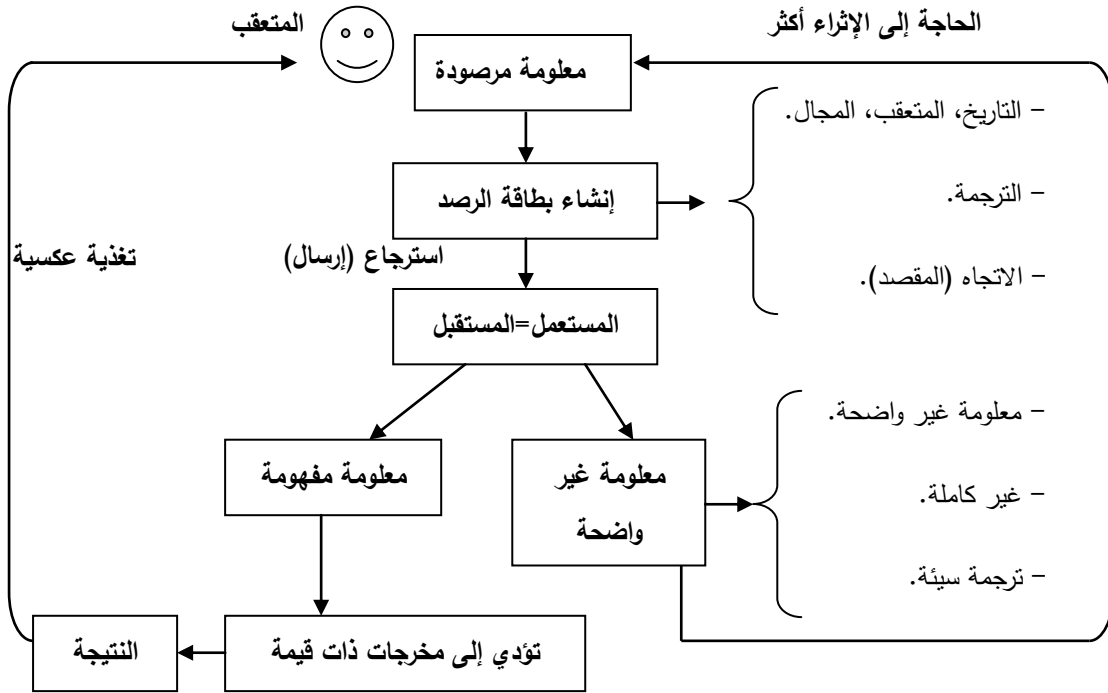 الحاجة إلى الإثراء أكثر
المتعقب
معلومة مرصودة
- التاريخ، المتعقب، المجال.
إنشاء بطاقة الرصد
- الترجمة.
استرجاع (إرسال)
تغذية عكسية
- الاتجاه (المقصد).
المستعمل=المستقبل
- معلومة غير واضحة.
معلومة غير
واضحة
معلومة مفهومة
- غير كاملة.
- ترجمة سيئة.
تؤدي إلى مخرجات ذات قيمة
النتيجة